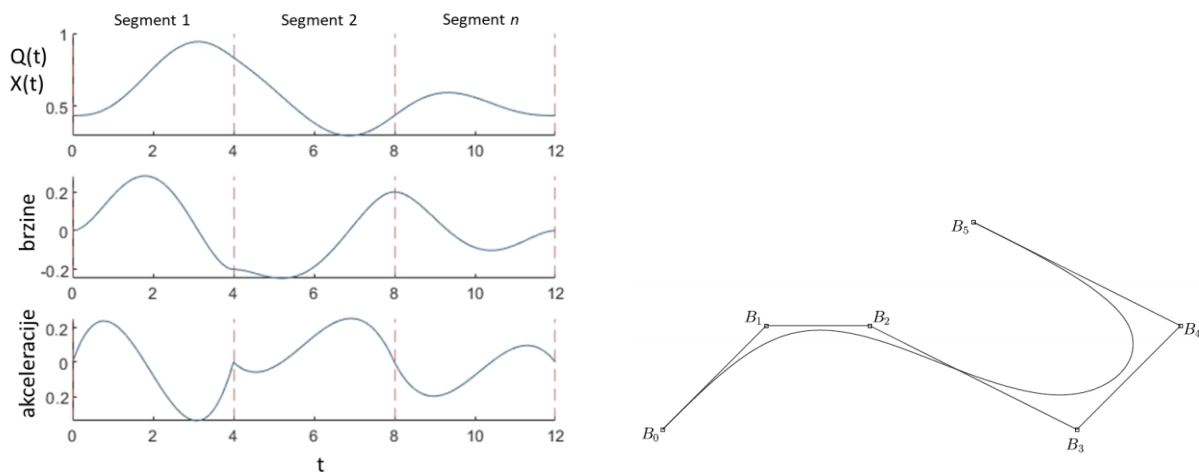 Segment 1 Segment 2 Segment n
Q(t)
X(t)
1
0.5
0 2 4 6 8 10 12
brzine
0.2
0
-0.2
0 2 4 6 8 10 12
akceleracije
0.2
0
0.2
0 2 4 6 8 10 12
t
B5
B1 B2
B4
B0
B3